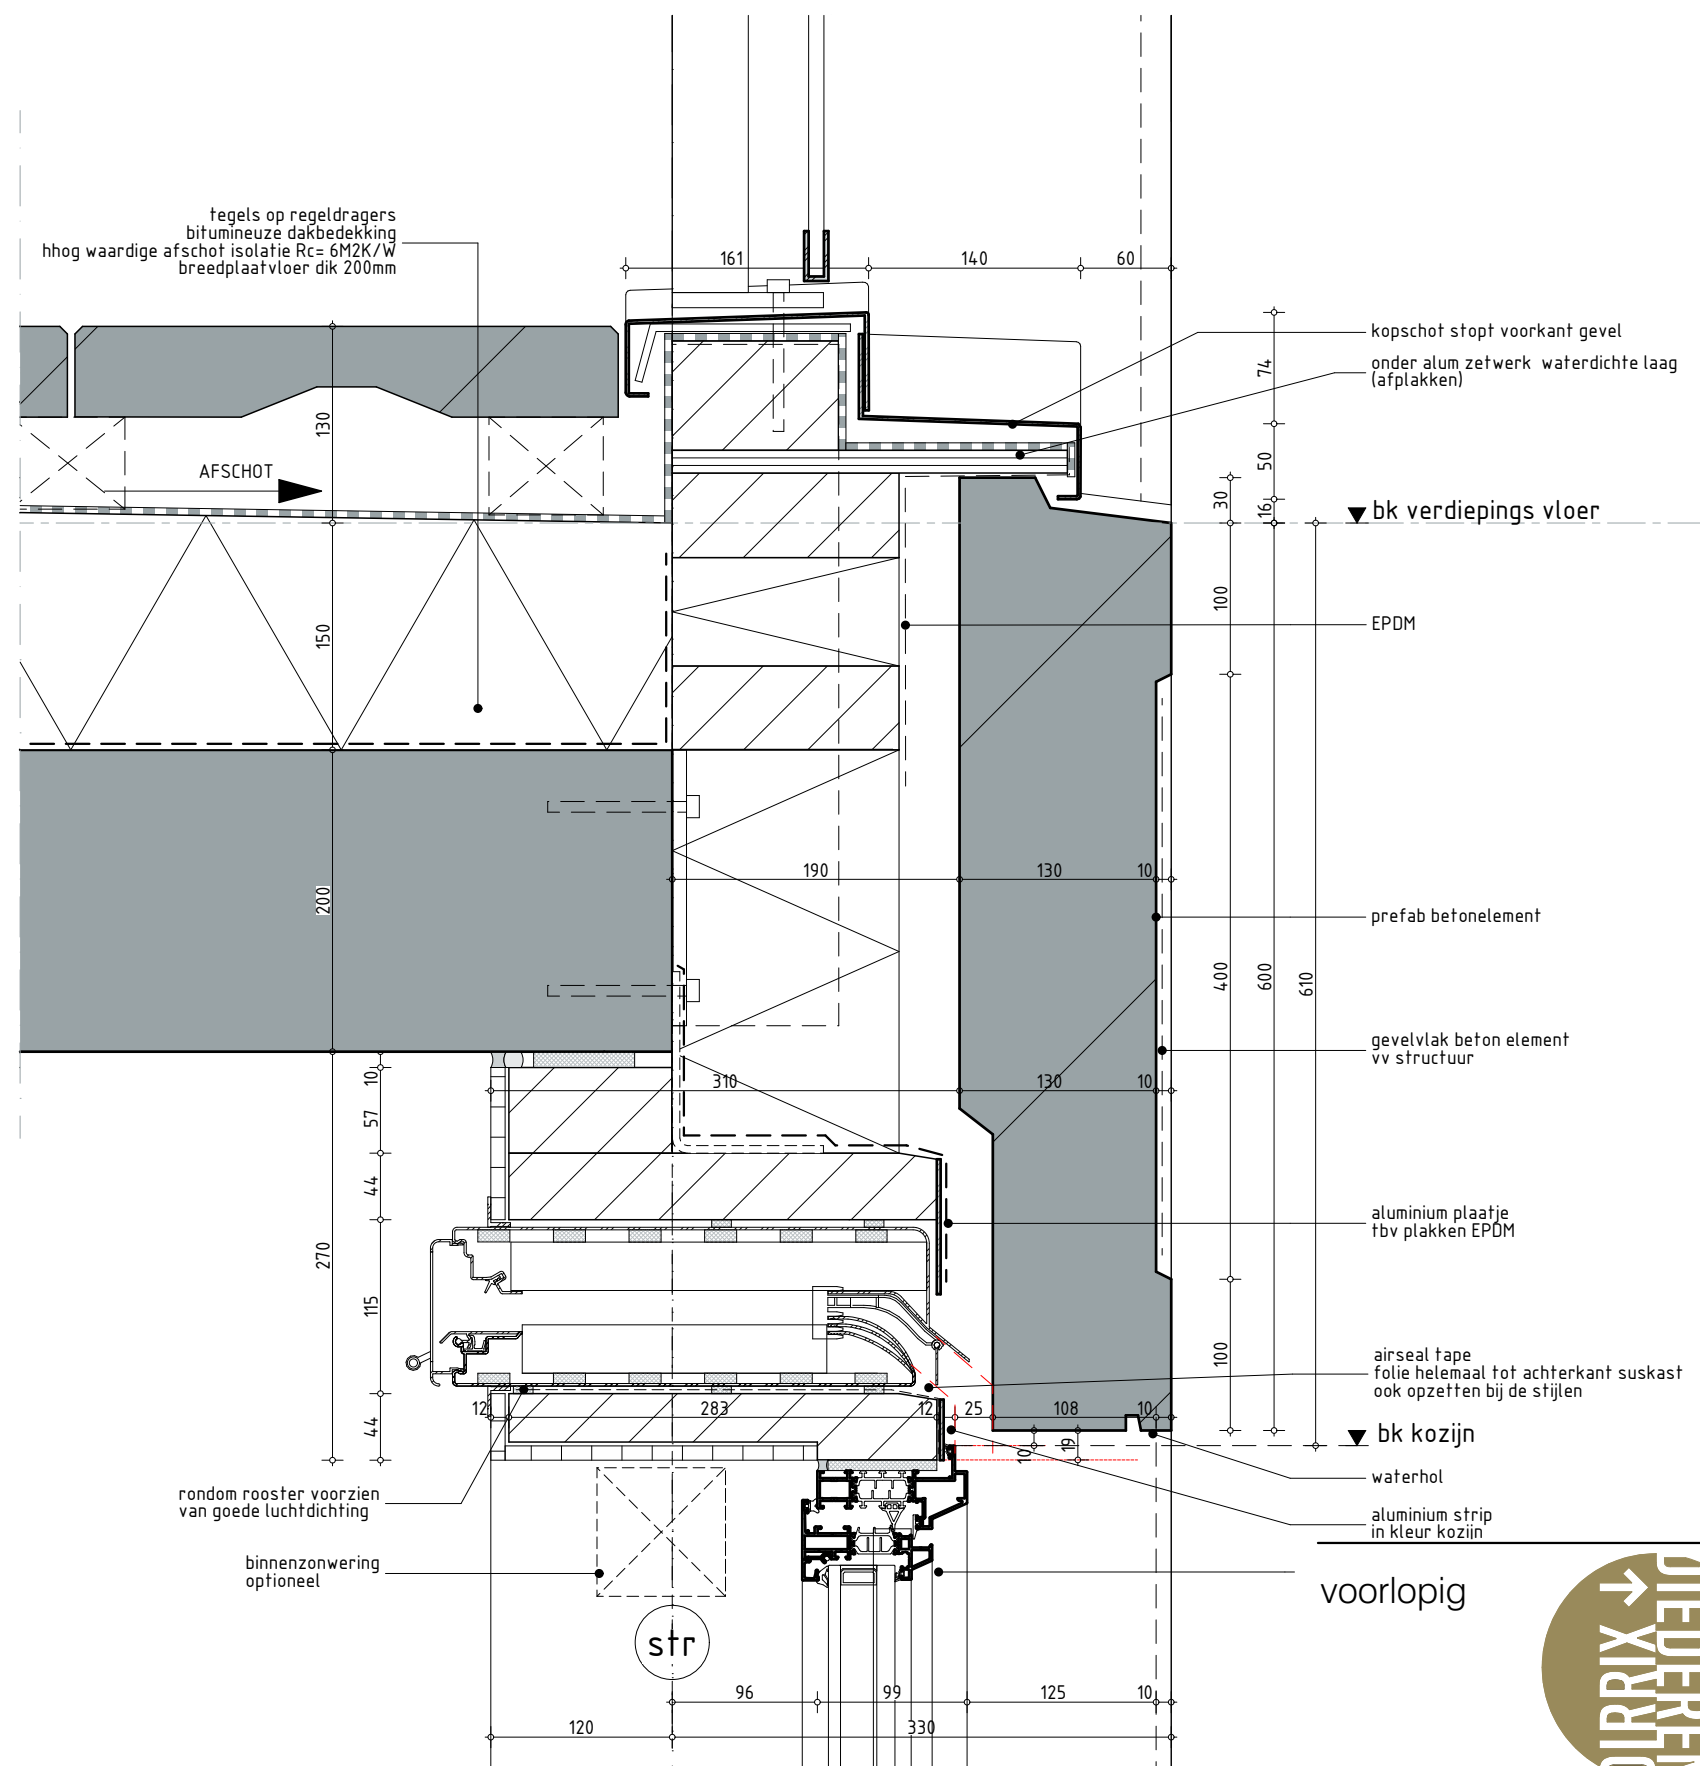 tegels op regeldragers
bitumineuze dakbedekking
hhog waardige afschot isolatie Rc= 6M2K/W
breedplaatvloer dik 200mm
161
140
60
kopschot stopt voorkant gevel
onder alum zetwerk waterdichte laag
(afplakken)
74
130
AFSCHOT
50
30
16
bk verdiepings vloer
100
150
EPDM
190
130
10
200
prefab betonelement
400
600
610
gevelvlak beton element
vv structuur
310
130
10
10
57
44
aluminium plaatje
tbv plakken EPDM
270
115
100
airseal tape
folie helemaal tot achterkant suskast
ook opzetten bij de stijlen
12
283
12
25
108
10
44
10
19
bk kozijn
waterhol
rondom rooster voorzien
van goede luchtdichting
aluminium strip
in kleur kozijn
binnenzonwering
optioneel
voorlopig
str
96
99
125
10
120
330